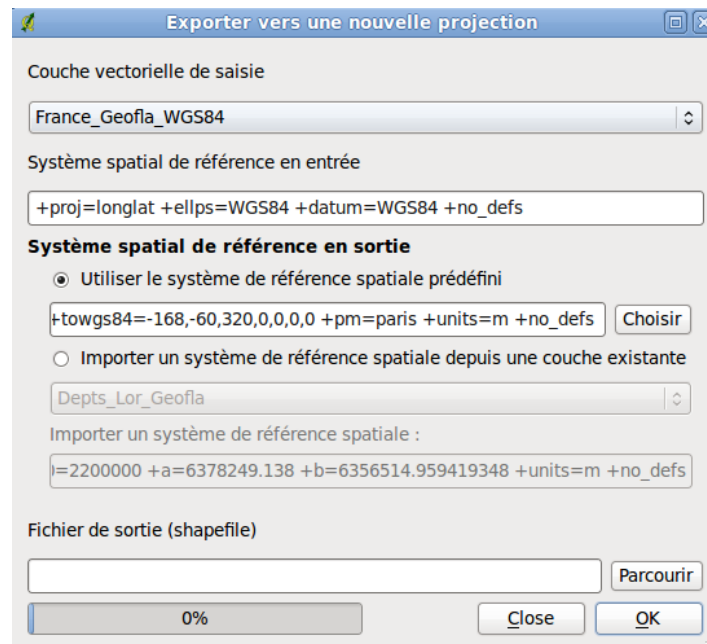 Exporter vers une nouvelle projection
Couche vectorielle de saisie
France_Geofla_WGS84
Système spatial de référence en entrée
+proj=longlat +ellps=WGS84 +datum=WGS84 +no_defs
Système spatial de référence en sortie
Utiliser le système de référence spatiale prédéfini
+towgs84=-168,-60,320,0,0,0,0 +pm=paris +units=m +no_defs
Choisir
Importer un système de référence spatiale depuis une couche existante
Depts_Lor_Geofla
Importer un système de référence spatiale :
=2200000 +a=6378249.138 +b=6356514.959419348 +units=m +no_defs
Fichier de sortie (shapefile)
Parcourir
0%
Close
OK